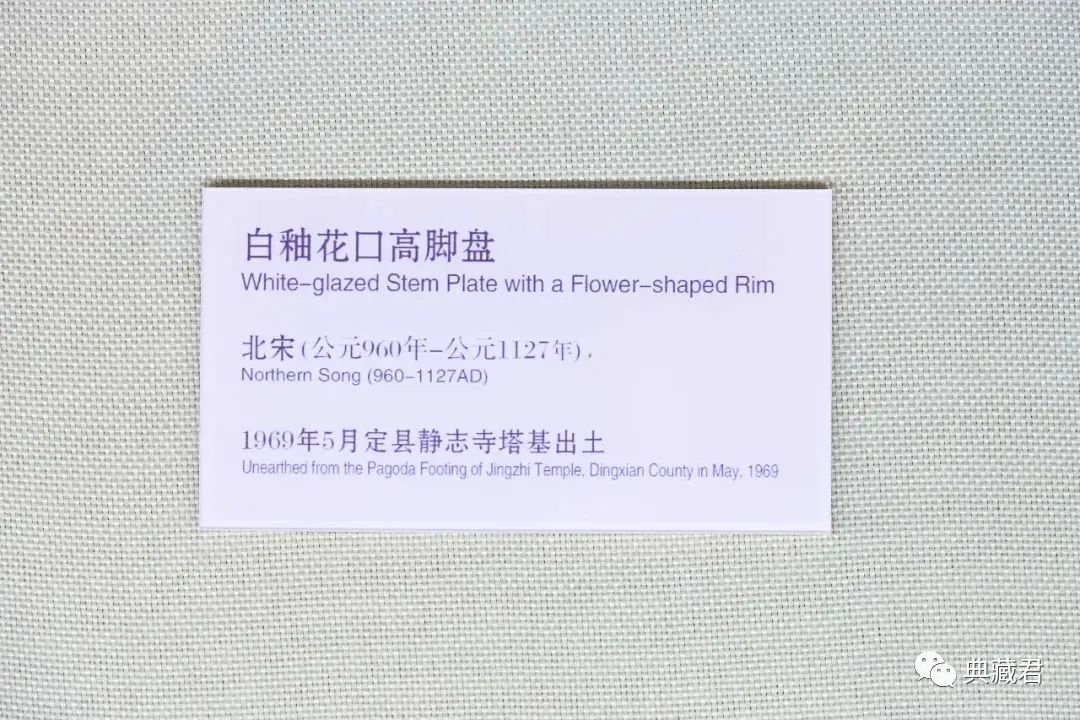 白釉花口高脚盘
White-glazed Stem Plate with a Flower-shaped Rim
北宋(公元960年-公元1127年)
Northern Song (960-1127AD)
1969年5月定县静志寺塔基出土
Unearthed from the Pagoda Footing of Jingzhi Temple, Dingxian County in May, 1969
典藏君